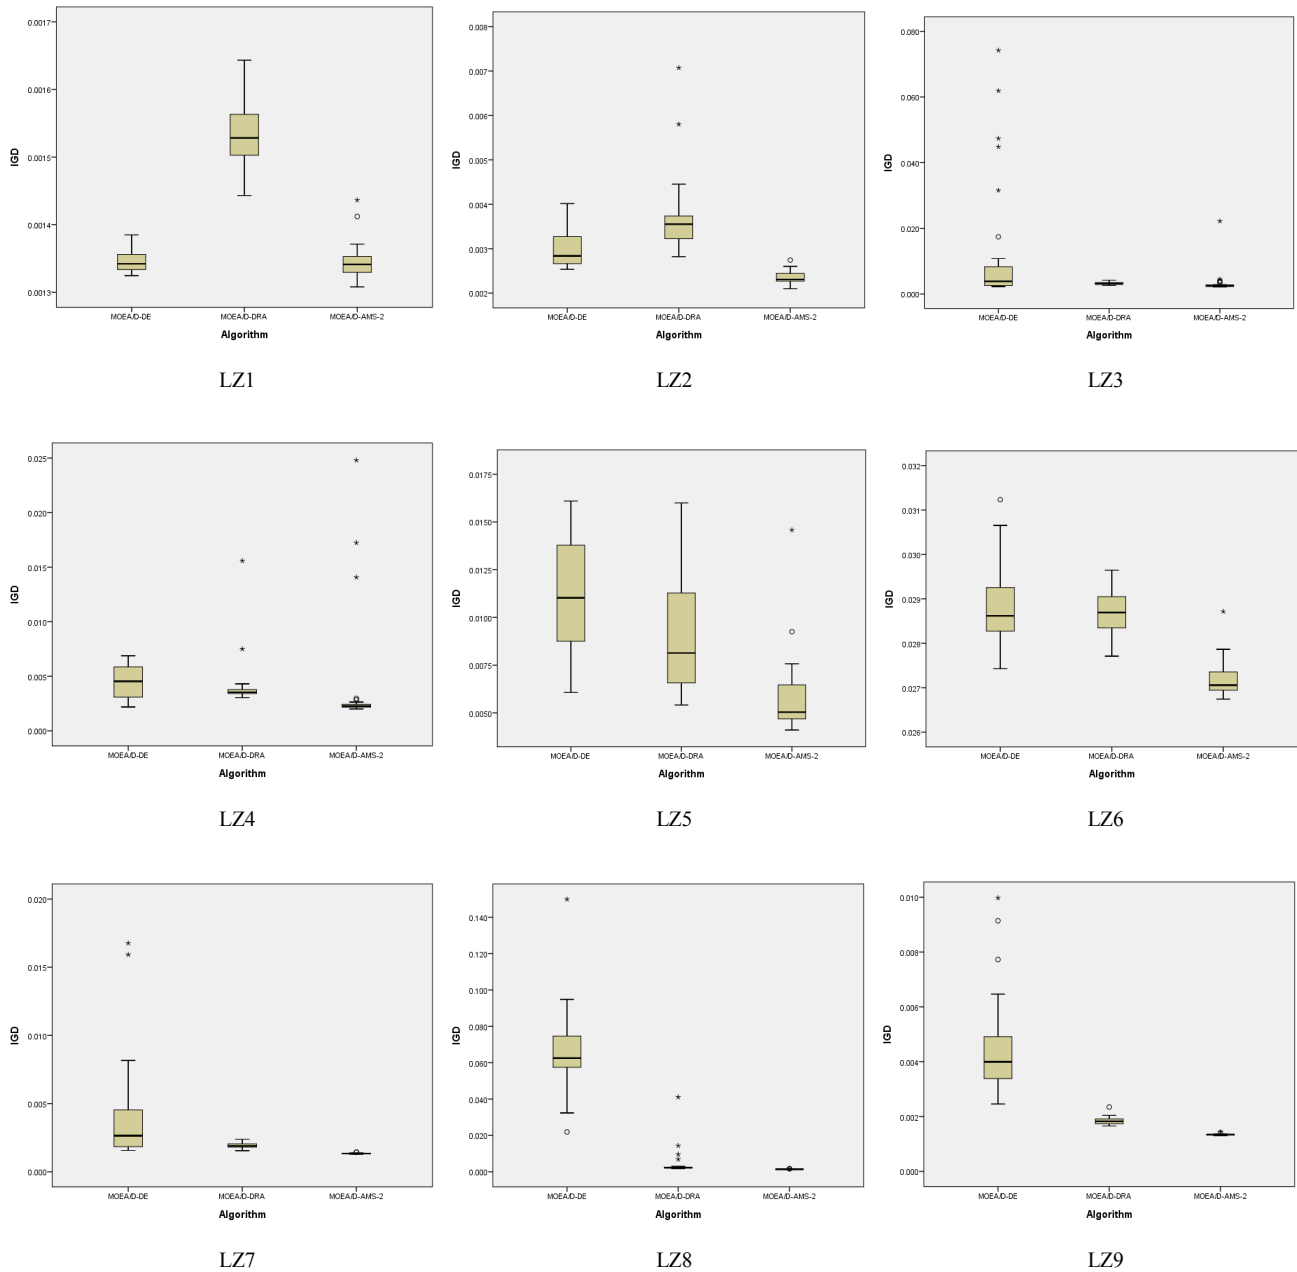 0.0017
0.0016
0.0015
0.0014
0.0013
IGD
MOEA/D-DE MOEA/D-DRA MOEA/D-AMS-2
Algorithm
LZ1
0.008
0.007
0.006
0.005
0.004
0.003
0.002
IGD
MOEA/D-DE MOEA/D-DRA MOEA/D-AMS-2
Algorithm
LZ2
0.080
0.060
0.040
0.020
0.000
IGD
MOEA/D-DE MOEA/D-DRA MOEA/D-AMS-2
Algorithm
LZ3
0.025
0.020
0.015
0.010
0.005
0.000
IGD
MOEA/D-DE MOEA/D-DRA MOEA/D-AMS-2
Algorithm
LZ4
0.0175
0.0150
0.0125
0.0100
0.0075
0.0050
IGD
MOEA/D-DE MOEA/D-DRA MOEA/D-AMS-2
Algorithm
LZ5
0.032
0.031
0.030
0.029
0.028
0.027
0.026
IGD
MOEA/D-DE MOEA/D-DRA MOEA/D-AMS-2
Algorithm
LZ6
0.020
0.015
0.010
0.005
0.000
IGD
MOEA/D-DE MOEA/D-DRA MOEA/D-AMS-2
Algorithm
LZ7
0.140
0.120
0.100
0.080
0.060
0.040
0.020
0.000
IGD
MOEA/D-DE MOEA/D-DRA MOEA/D-AMS-2
Algorithm
LZ8
0.010
0.008
0.006
0.004
0.002
0.000
IGD
MOEA/D-DE MOEA/D-DRA MOEA/D-AMS-2
Algorithm
LZ9